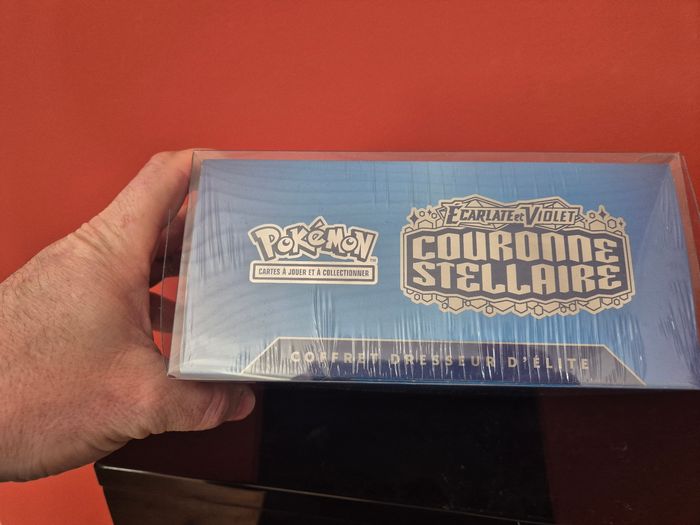 POKéMON
CARTES À JOUER ET À COLLECTIONNER
ÉCARLATE et VIOLET
COURONNE
STELLAIRE
COFFRET DRESSEUR D'ÉLITE